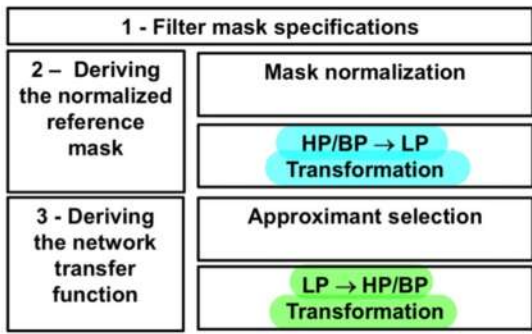 1 - Filter mask specifications
2 – Deriving
the normalized
reference
mask
Mask normalization
HP/BP → LP
Transformation
3 - Deriving
the network
transfer
function
Approximant selection
LP → HP/BP
Transformation